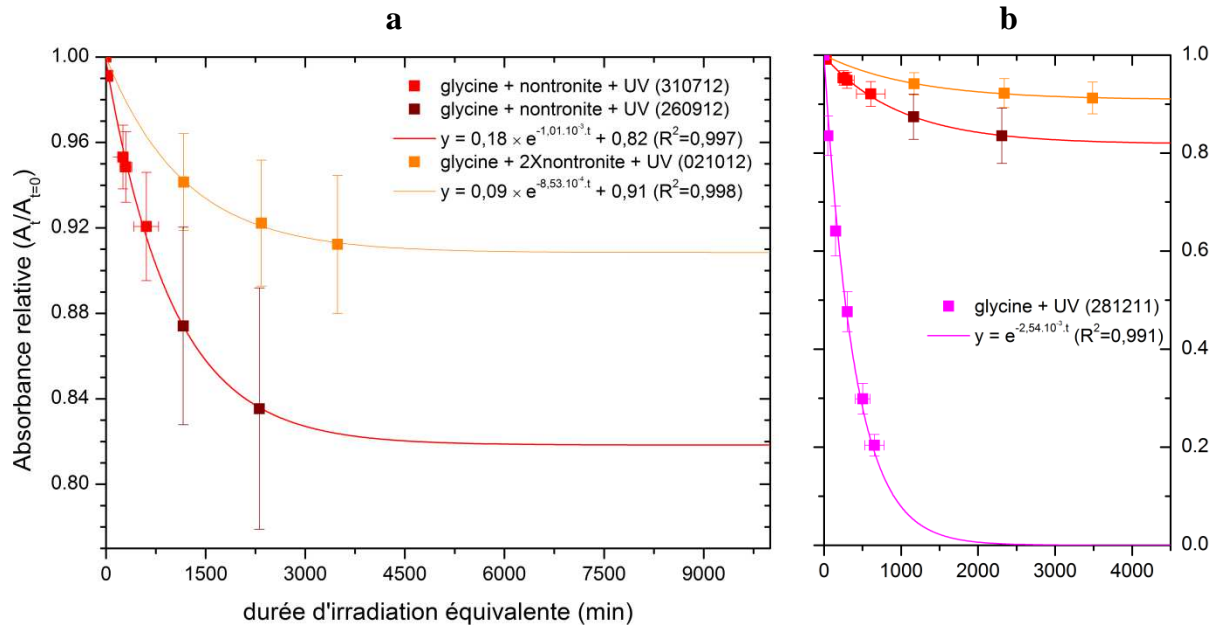 a
b
1.00
0.96
0.92
0.88
0.84
0.80
Absorbance relative (At/At=0)
glycine + nontronite + UV (310712)
glycine + nontronite + UV (260912)
y = 0,18 × e^-1,01.10^-3.t + 0,82 (R²=0,997)
glycine + 2Xnontronite + UV (021012)
y = 0,09 × e^-8,53.10^-4.t + 0,91 (R²=0,998)
0 1500 3000 4500 6000 7500 9000
durée d'irradiation équivalente (min)
glycine + UV (281211)
y = e^-2,54.10^-3.t (R²=0,991)
1.0
0.8
0.6
0.4
0.2
0.0
0 1000 2000 3000 4000